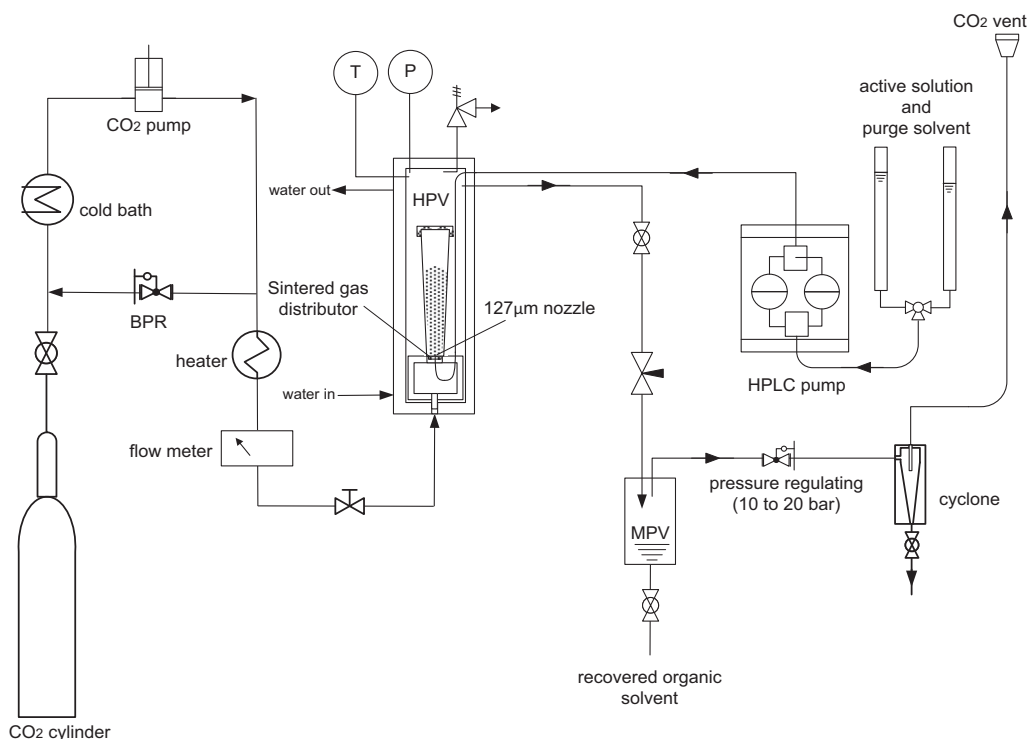 CO2 vent
T
P
active solution
and
purge solvent
CO2 pump
water out
HPV
cold bath
Sintered gas
distributor
127µm nozzle
BPR
heater
HPLC pump
water in
flow meter
pressure regulating
(10 to 20 bar)
cyclone
MPV
recovered organic
solvent
CO2 cylinder